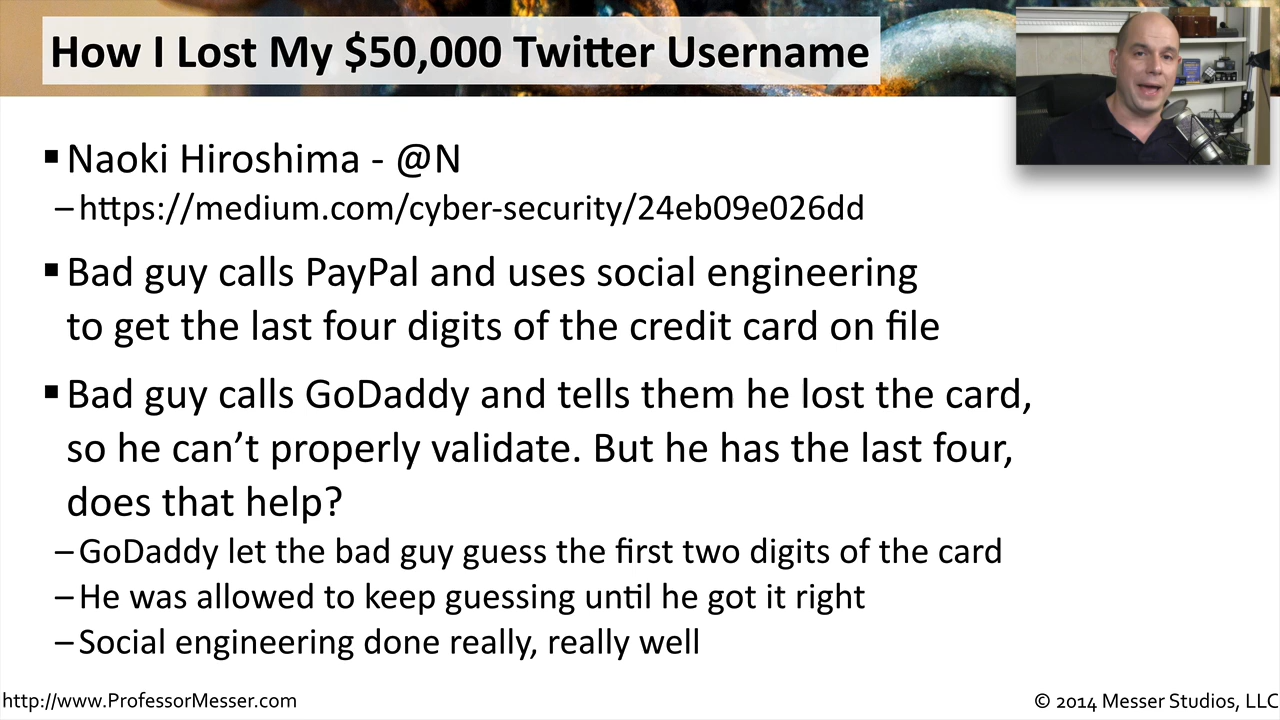 How I Lost My $50,000 Twitter Username
▪ Naoki Hiroshima - @N
– https://medium.com/cyber-security/24eb09e026dd
▪ Bad guy calls PayPal and uses social engineering
to get the last four digits of the credit card on file
▪ Bad guy calls GoDaddy and tells them he lost the card,
so he can’t properly validate. But he has the last four,
does that help?
– GoDaddy let the bad guy guess the first two digits of the card
– He was allowed to keep guessing until he got it right
– Social engineering done really, really well
http://www.ProfessorMesser.com
© 2014 Messer Studios, LLC